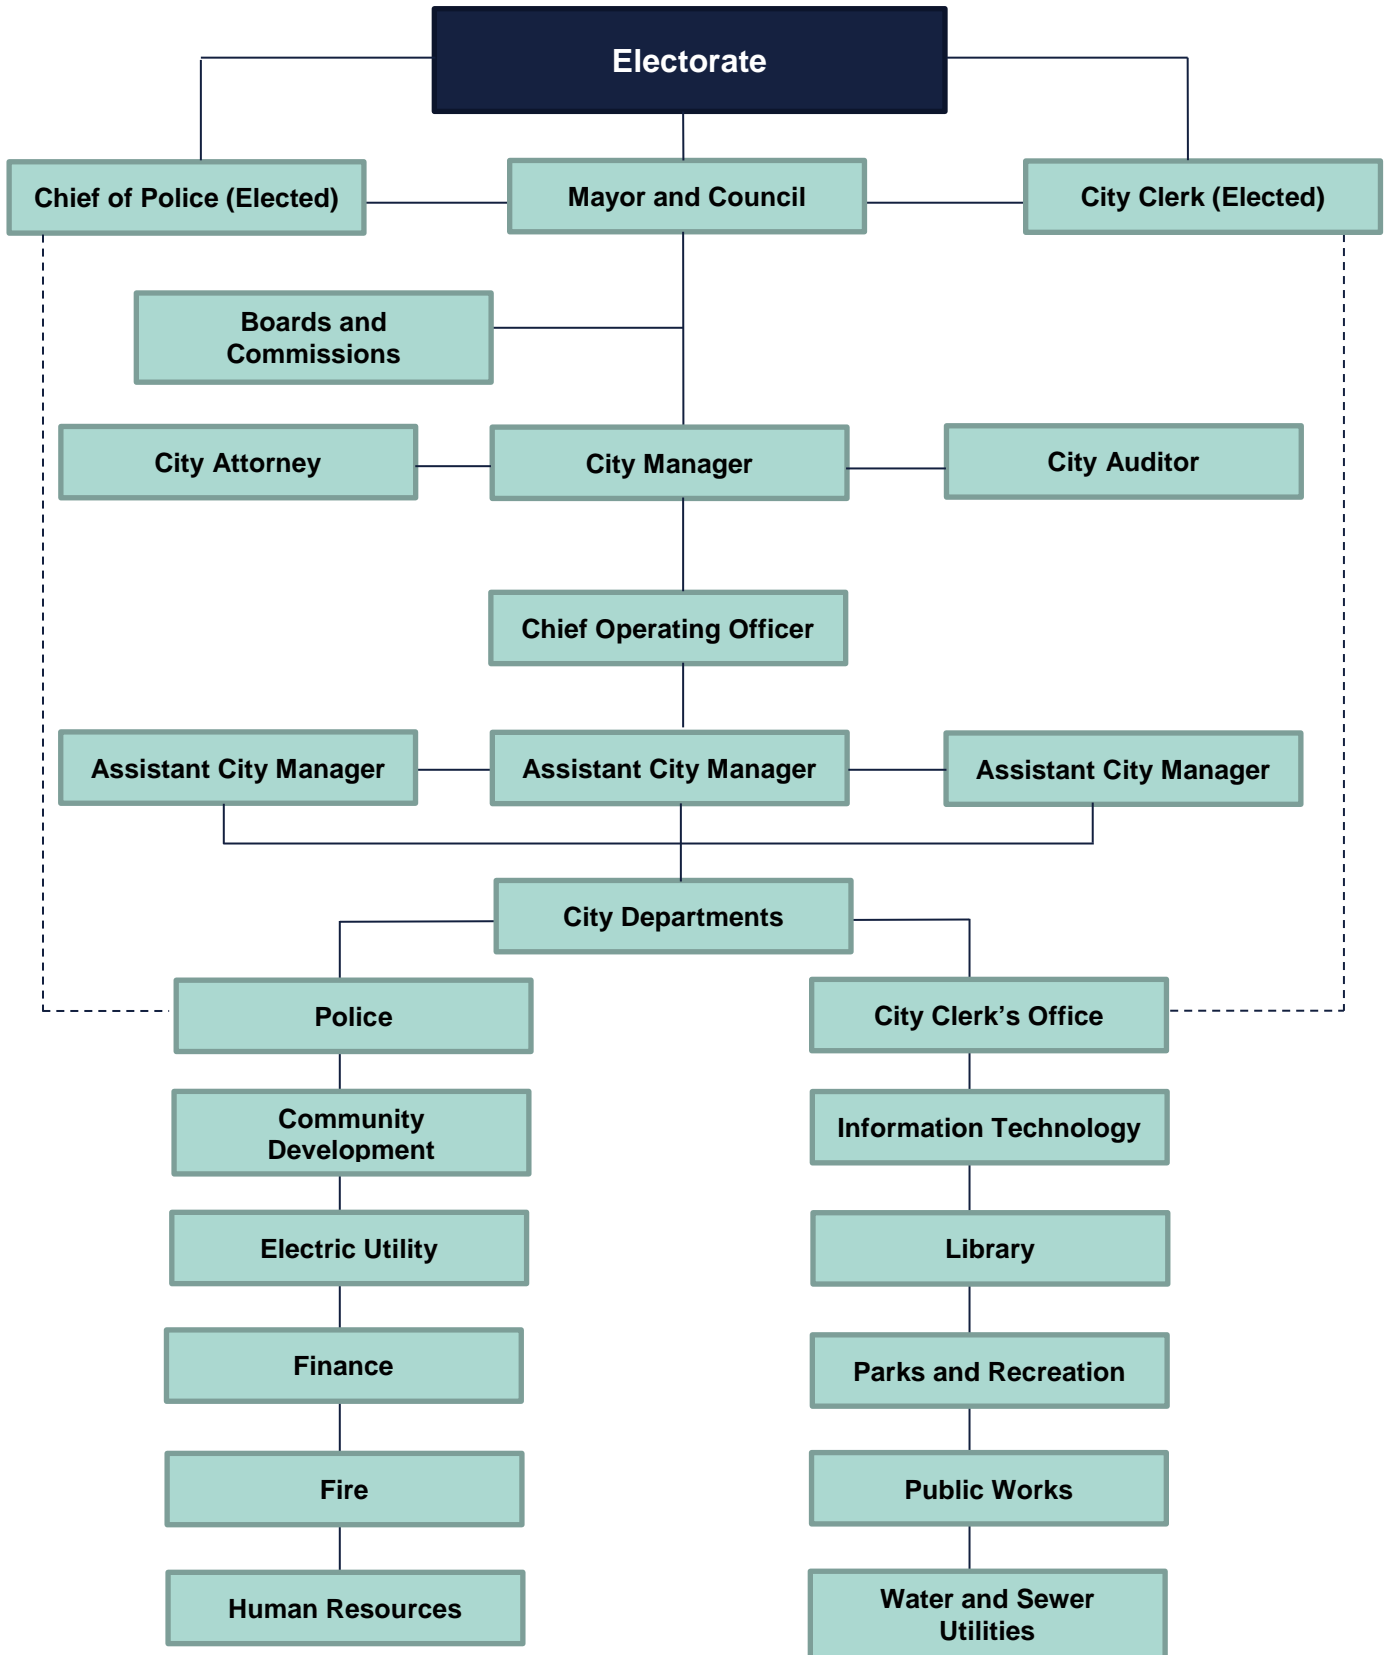 Electorate
Chief of Police (Elected)
Mayor and Council
City Clerk (Elected)
Boards and
Commissions
City Attorney
City Manager
City Auditor
Chief Operating Officer
Assistant City Manager
Assistant City Manager
Assistant City Manager
City Departments
Police
City Clerk’s Office
Community
Development
Information Technology
Electric Utility
Library
Finance
Parks and Recreation
Fire
Public Works
Human Resources
Water and Sewer
Utilities